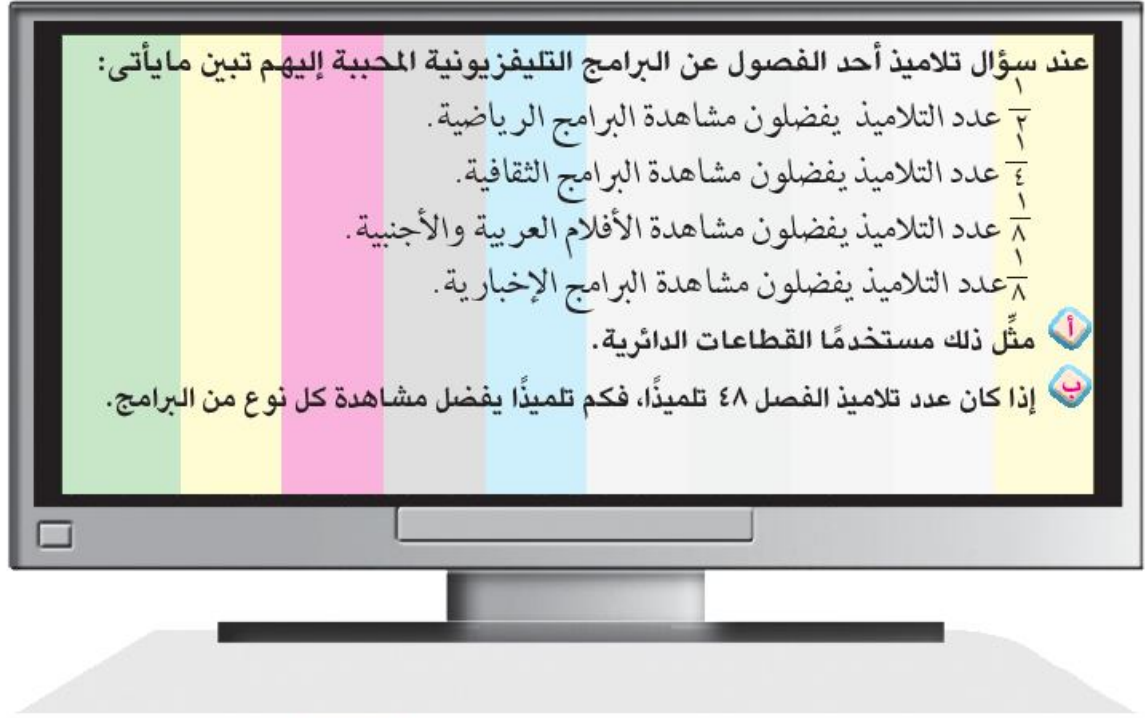 عند سؤال تلاميذ أحد الفصول عن البرامج التليفزيونية المحببة إليهم تبين مايأتى:
١/٢ عدد التلاميذ يفضلون مشاهدة البرامج الرياضية.
١/٤ عدد التلاميذ يفضلون مشاهدة البرامج الثقافية.
١/٨ عدد التلاميذ يفضلون مشاهدة الأفلام العربية والأجنبية.
١/٨ عدد التلاميذ يفضلون مشاهدة البرامج الإخبارية.
أ مثِّل ذلك مستخدمًا القطاعات الدائرية.
ب إذا كان عدد تلاميذ الفصل ٤٨ تلميذًا، فكم تلميذًا يفضل مشاهدة كل نوع من البرامج.